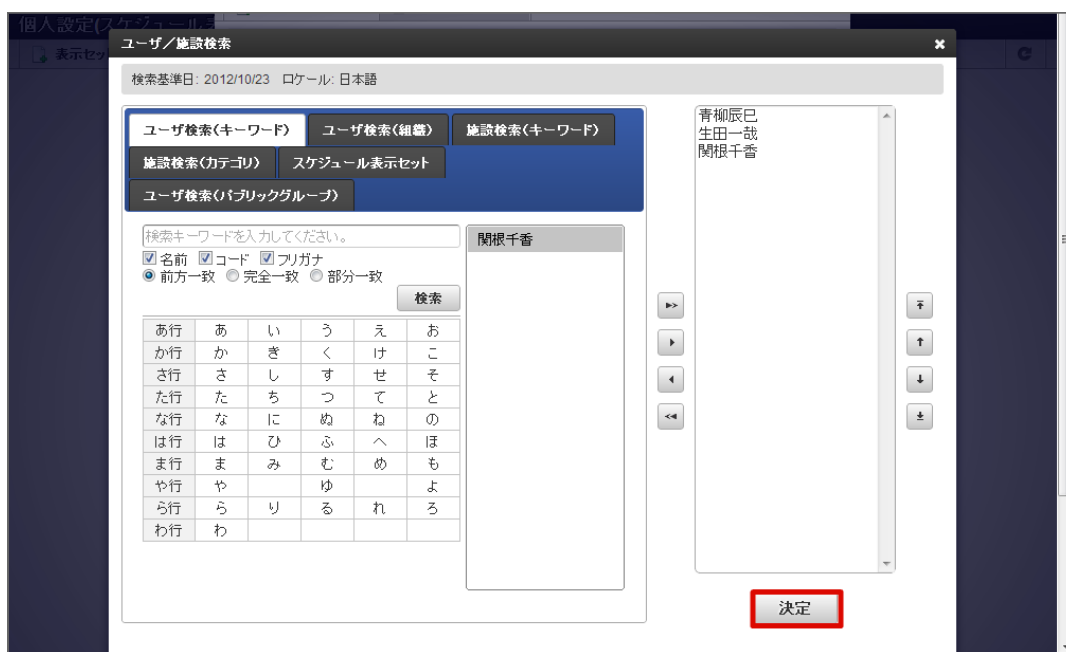 個人設定(スケジュール表
表示セッ
ユーザ／施設検索
検索基準日: 2012/10/23 ロケール: 日本語
ユーザ検索(キーワード) ユーザ検索(組織) 施設検索(キーワード)
施設検索(カテゴリ) スケジュール表示セット
ユーザ検索(パブリックグループ)
検索キーワードを入力してください。
名前 コード フリガナ
前方一致 完全一致 部分一致
検索
あ行 あ い う え お
か行 か き く け こ
さ行 さ し す せ そ
た行 た ち つ て と
な行 な に ぬ ね の
は行 は ひ ふ へ ほ
ま行 ま み む め も
や行 や ゆ よ
ら行 ら り る れ ろ
わ行 わ
関根千香
青柳辰巳
生田一哉
関根千香
決定